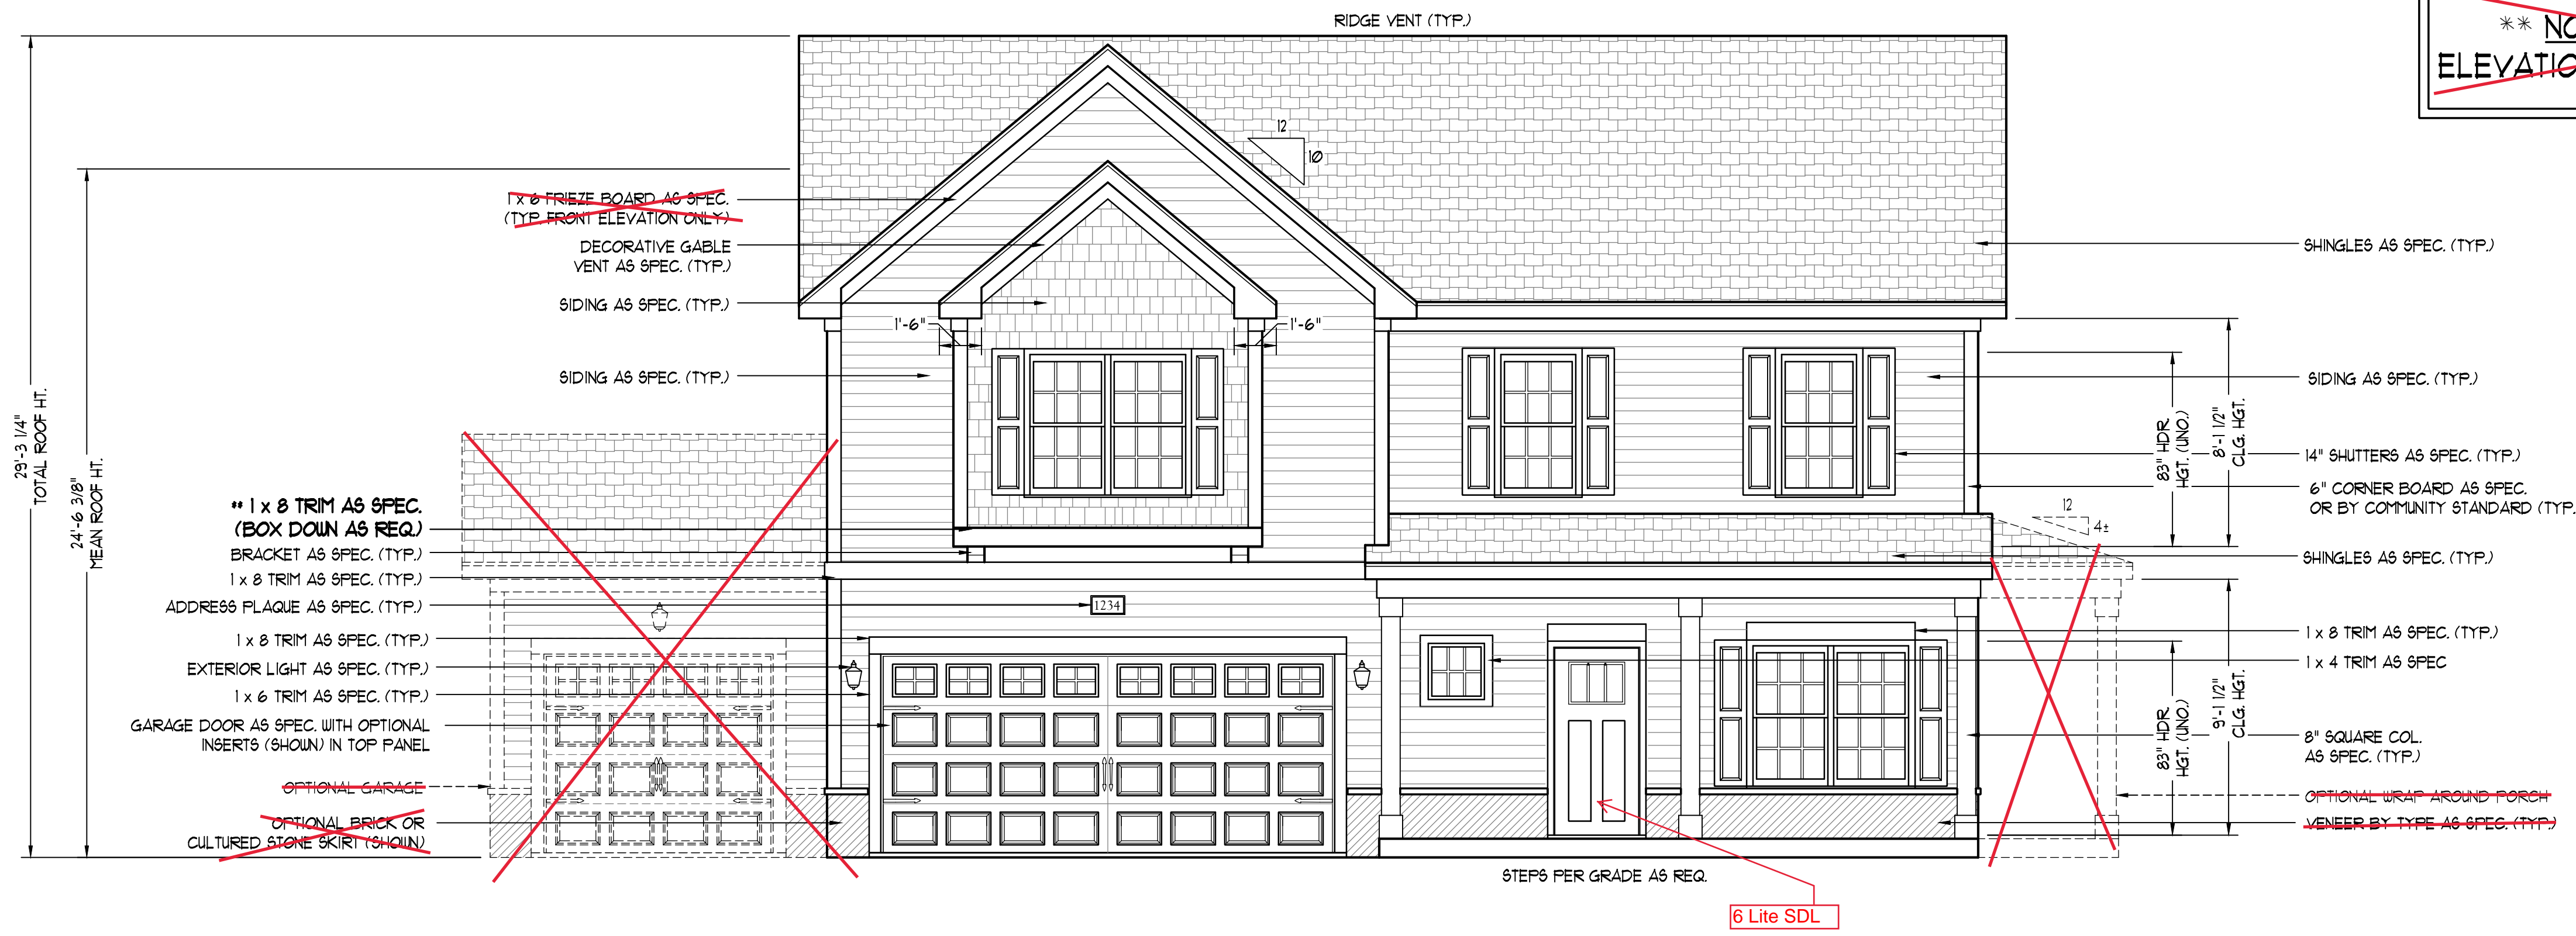 RIDGE VENT (TYP.)
** NO
ELEVATIO
12
10
1 x 6 FRIEZE BOARD AS SPEC.
(TYP. FRONT ELEVATION ONLY)
DECORATIVE GABLE
VENT AS SPEC. (TYP.)
SIDING AS SPEC. (TYP.)
1'-6"
1'-6"
SIDING AS SPEC. (TYP.)
29'-3 1/4"
TOTAL ROOF HT.
24'-6 3/8"
MEAN ROOF HT.
** 1 x 8 TRIM AS SPEC.
(BOX DOWN AS REQ.)
BRACKET AS SPEC. (TYP.)
1 x 8 TRIM AS SPEC. (TYP.)
ADDRESS PLAQUE AS SPEC. (TYP.)
1234
1 x 8 TRIM AS SPEC. (TYP.)
EXTERIOR LIGHT AS SPEC. (TYP.)
1 x 6 TRIM AS SPEC. (TYP.)
GARAGE DOOR AS SPEC. WITH OPTIONAL
INSERTS (SHOWN) IN TOP PANEL
OPTIONAL GARAGE
OPTIONAL BRICK OR
CULTURED STONE SKIRT (SHOWN)
SHINGLES AS SPEC. (TYP.)
SIDING AS SPEC. (TYP.)
83" HDR
HGT. (UNO.)
8'-1 1/2"
CLG. HGT.
14" SHUTTERS AS SPEC. (TYP.)
6" CORNER BOARD AS SPEC.
OR BY COMMUNITY STANDARD (TYP.
12
4±
SHINGLES AS SPEC. (TYP.)
1 x 8 TRIM AS SPEC. (TYP.)
1 x 4 TRIM AS SPEC
83" HDR
HGT. (UNO.)
9'-1 1/2"
CLG. HGT.
8" SQUARE COL.
AS SPEC. (TYP.)
OPTIONAL WRAP AROUND PORCH
VENEER BY TYPE AS SPEC. (TYP.)
STEPS PER GRADE AS REQ.
6 Lite SDL